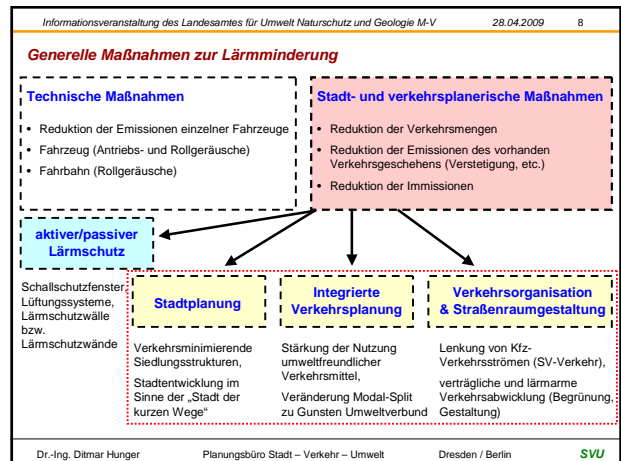 Informationsveranstaltung des Landesamtes für Umwelt Naturschutz und Geologie M-V 28.04.2009 8
Generelle Maßnahmen zur Lärmminderung
Technische Maßnahmen
• Reduktion der Emissionen einzelner Fahrzeuge
• Fahrzeug (Antriebs- und Rollgeräusche)
• Fahrbahn (Rollgeräusche)
Stadt- und verkehrsplanerische Maßnahmen
• Reduktion der Verkehrsmengen
• Reduktion der Emissionen des vorhanden
Verkehrsgeschehens (Verstetigung, etc.)
• Reduktion der Immissionen
aktiver/passiver
Lärmschutz
Schallschutzfenster,
Lüftungssysteme,
Lärmschutzwälle
bzw.
Lärmschutzwände
Stadtplanung
Verkehrsminimierende
Siedlungsstrukturen,
Stadtentwicklung im
Sinne der „Stadt der
kurzen Wege“
Integrierte
Verkehrsplanung
Stärkung der Nutzung
umweltfreundlicher
Verkehrsmittel,
Veränderung Modal-Split
zu Gunsten Umweltverbund
Verkehrsorganisation
& Straßenraumgestaltung
Lenkung von Kfz-
Verkehrsströmen (SV-Verkehr),
verträgliche und lärmarme
Verkehrsabwicklung (Begrünung,
Gestaltung)
Dr.-Ing. Ditmar Hunger Planungsbüro Stadt – Verkehr – Umwelt Dresden / Berlin SVU